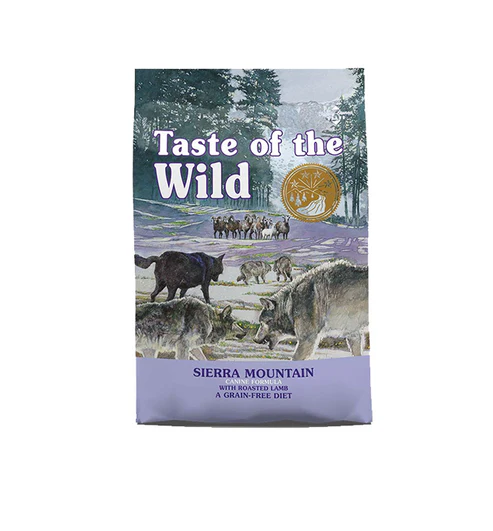 Taste of the
Wild
SIERRA MOUNTAIN
CANINE FORMULA
WITH ROASTED LAMB
A GRAIN-FREE DIET